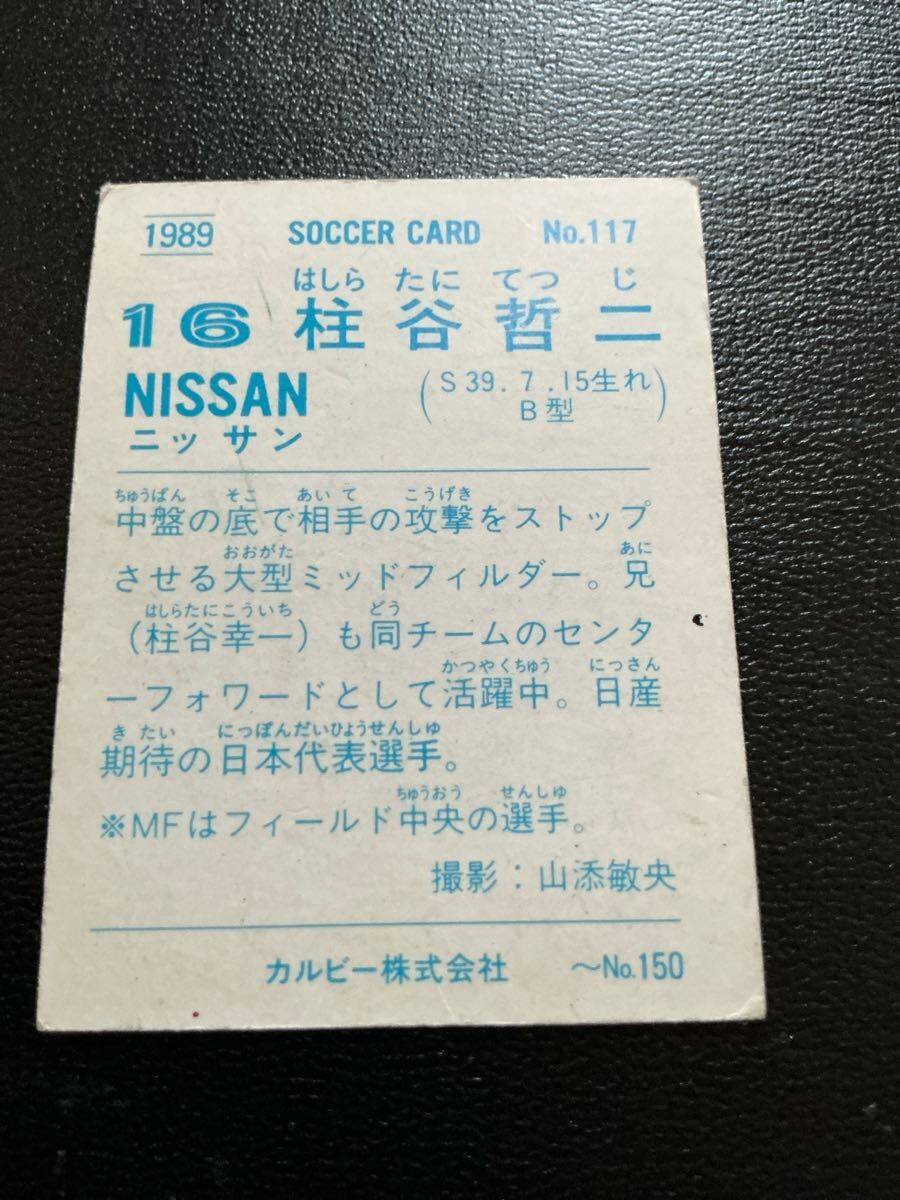 1989 SOCCER CARD No.117
はしら たに てつ じ
16 柱谷哲二
NISSAN (S39.7.15生れ
ニッサン B型)
ちゅうばん そこ あいて こうげき
中盤の底で相手の攻撃をストップ
おおがた あに
させる大型ミッドフィルダー。兄
はしらたにこういち どう
(柱谷幸一)も同チームのセンタ
かつやくちゅう にっさん
ーフォワードとして活躍中。日産
きたい にっぽんだいひょうせんしゅ
期待の日本代表選手。
ちゅうおう せんしゅ
※MFはフィールド中央の選手。
撮影:山添敏央
カルビー株式会社 〜No.150